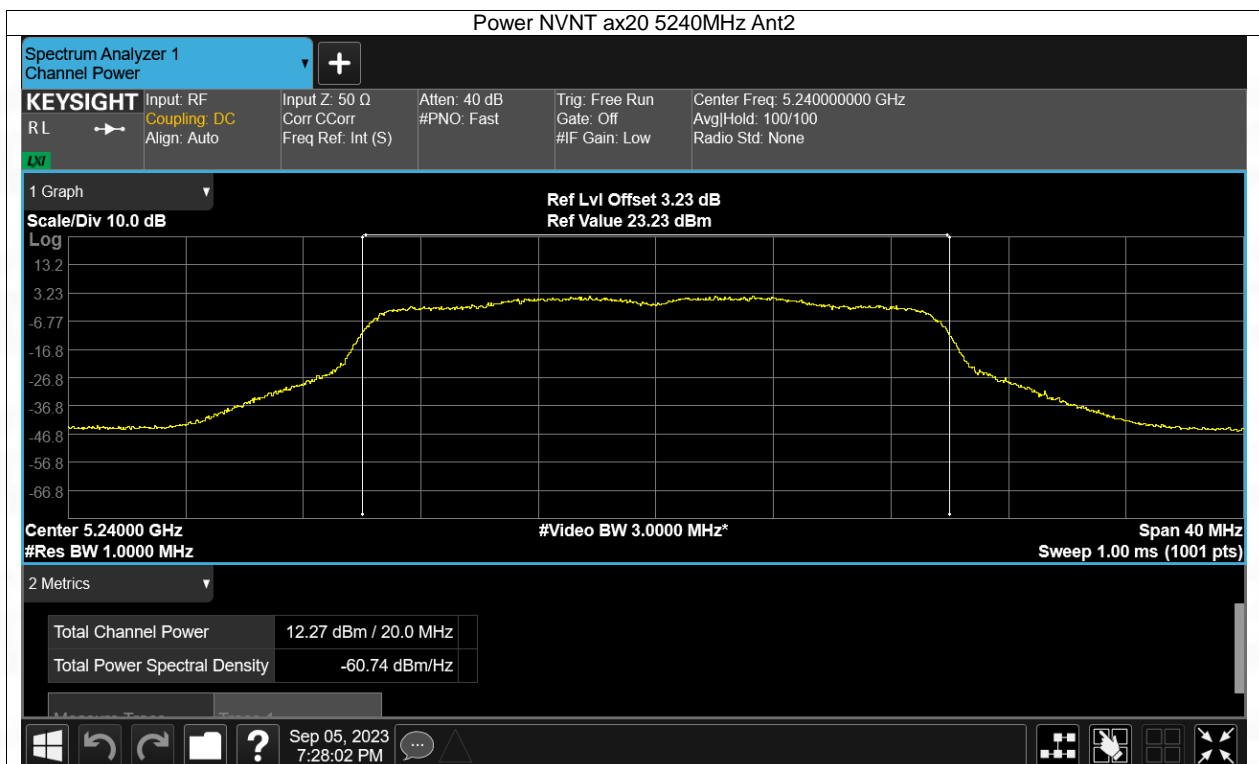 Power NVNT ax20 5240MHz Ant2
Spectrum Analyzer 1
Channel Power
+
KEYSIGHT
R L
LXI
Input: RF
Coupling: DC
Align: Auto
Input Z: 50 Ω
Corr CCorr
Freq Ref: Int (S)
Atten: 40 dB
#PNO: Fast
Trig: Free Run
Gate: Off
#IF Gain: Low
Center Freq: 5.240000000 GHz
Avg|Hold: 100/100
Radio Std: None
1 Graph
Scale/Div 10.0 dB
Ref Lvl Offset 3.23 dB
Ref Value 23.23 dBm
Log
13.2
3.23
-6.77
-16.8
-26.8
-36.8
-46.8
-56.8
-66.8
Center 5.24000 GHz
#Video BW 3.0000 MHz*
Span 40 MHz
#Res BW 1.0000 MHz
Sweep 1.00 ms (1001 pts)
2 Metrics
Total Channel Power 12.27 dBm / 20.0 MHz
Total Power Spectral Density -60.74 dBm/Hz
?
Sep 05, 2023
7:28:02 PM